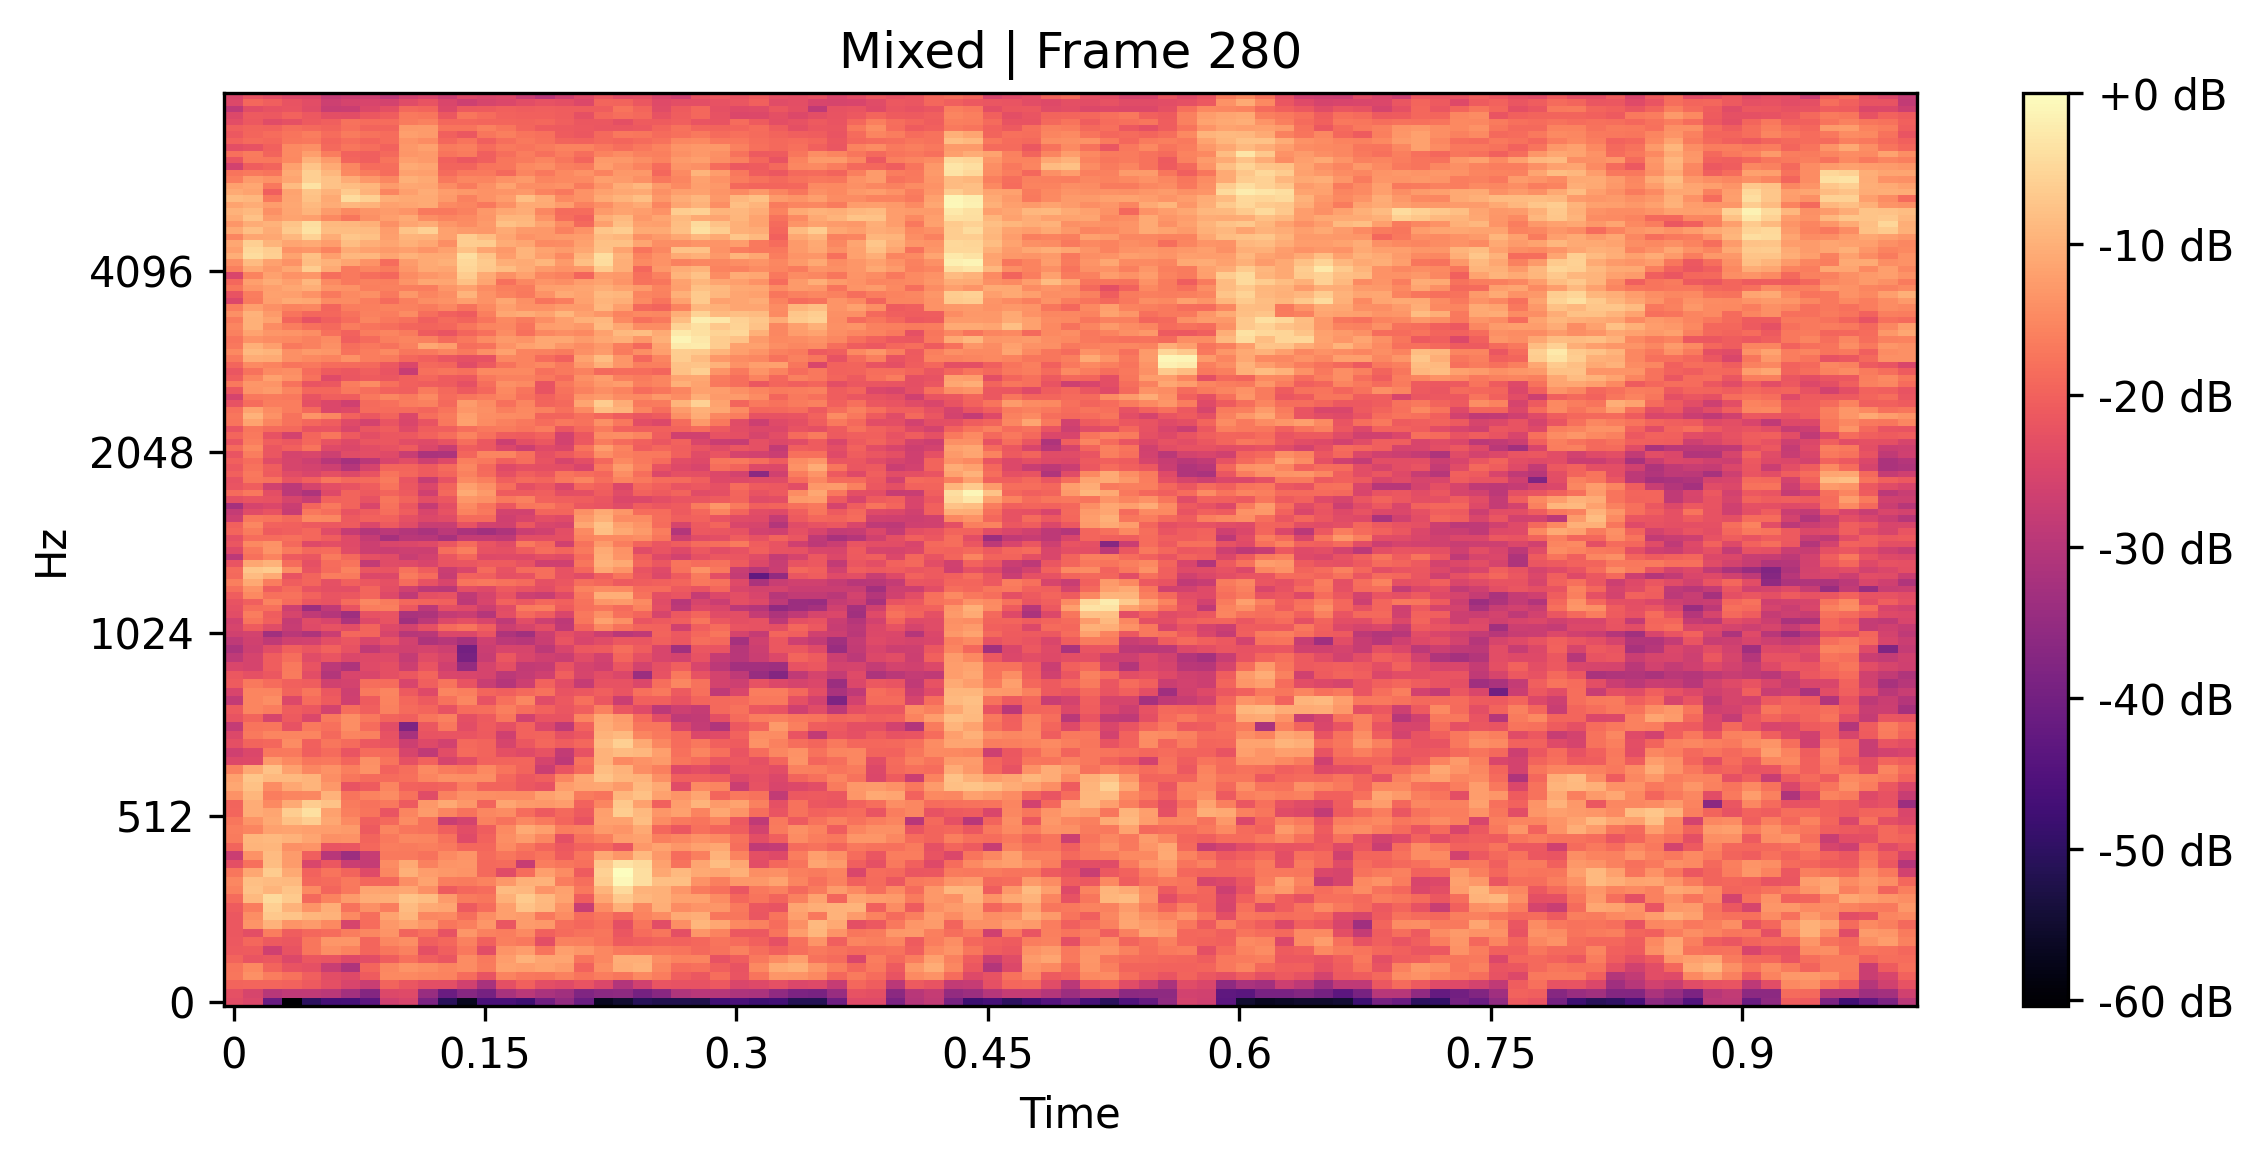 Mixed | Frame 280
Hz
4096
2048
1024
512
0
0 0.15 0.3 0.45 0.6 0.75 0.9
Time
+0 dB
-10 dB
-20 dB
-30 dB
-40 dB
-50 dB
-60 dB